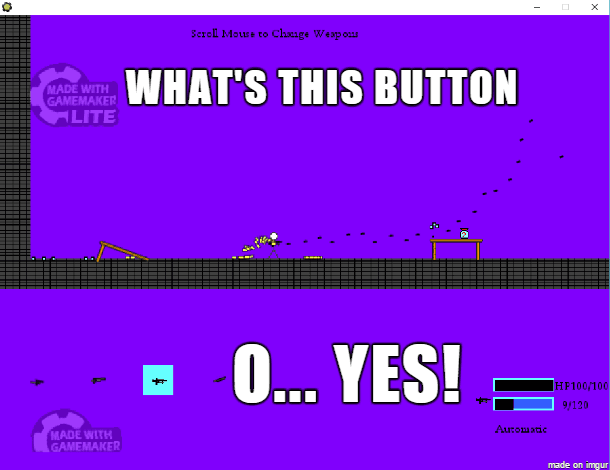 Scroll Mouse to Change Weapons
MADE WITH
GAMEMAKER
LITE
WHAT'S THIS BUTTON
O... YES!
HP100/100
9/120
Automatic
MADE WITH
GAMEMAKER
made on imgur